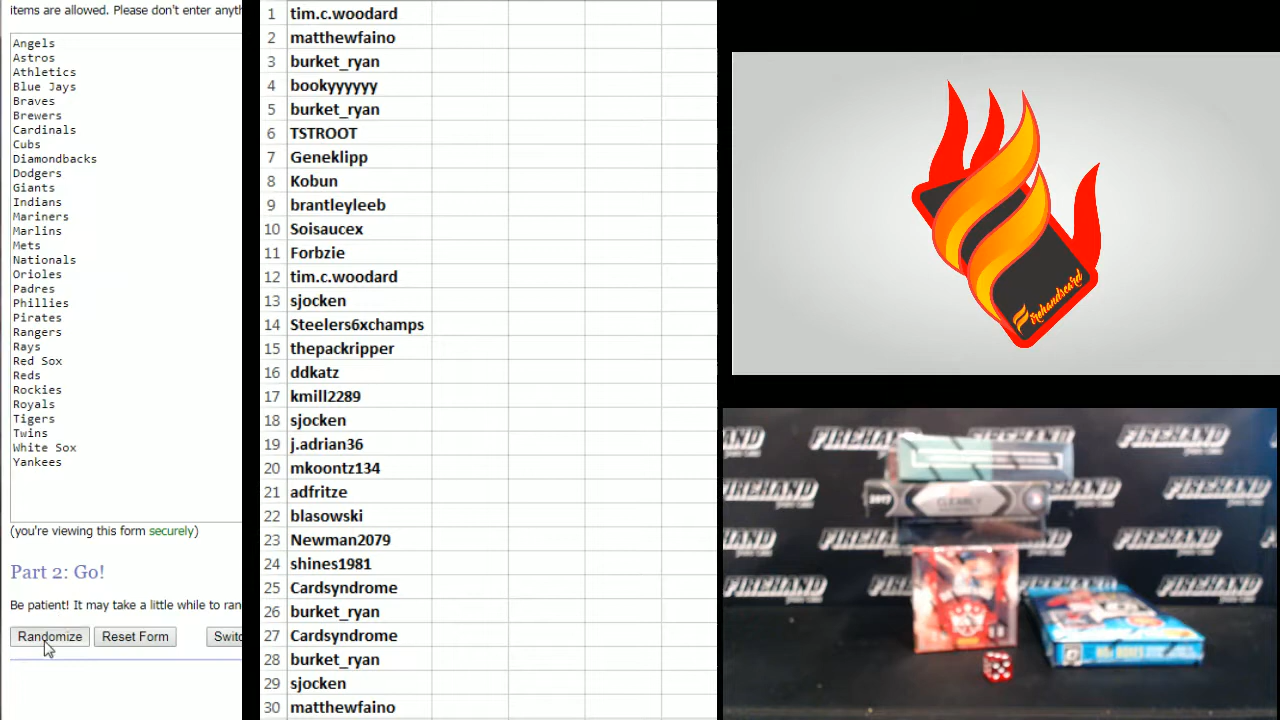 items are allowed. Please don't enter anyth
Angels
Astros
Athletics
Blue Jays
Braves
Brewers
Cardinals
Cubs
Diamondbacks
Dodgers
Giants
Indians
Mariners
Marlins
Mets
Nationals
Orioles
Padres
Phillies
Pirates
Rangers
Rays
Red Sox
Reds
Rockies
Royals
Tigers
Twins
White Sox
Yankees
(you're viewing this form securely)
Part 2: Go!
Be patient! It may take a little while to ran
Randomize
Reset Form
Switc
1 tim.c.woodard
2 matthewfaino
3 burket_ryan
4 bookyyyyyy
5 burket_ryan
6 TSTROOT
7 Geneklipp
8 Kobun
9 brantleyleeb
10 Soisaucex
11 Forbzie
12 tim.c.woodard
13 sjocken
14 Steelers6xchamps
15 thepackripper
16 ddkatz
17 kmill2289
18 sjocken
19 j.adrian36
20 mkoontz134
21 adfritze
22 blasowski
23 Newman2079
24 shines1981
25 Cardsyndrome
26 burket_ryan
27 Cardsyndrome
28 burket_ryan
29 sjocken
30 matthewfaino
Firehandscard
FIREHAND
FIREHAND
FIREHAND
FIREHAND
CLEARLY